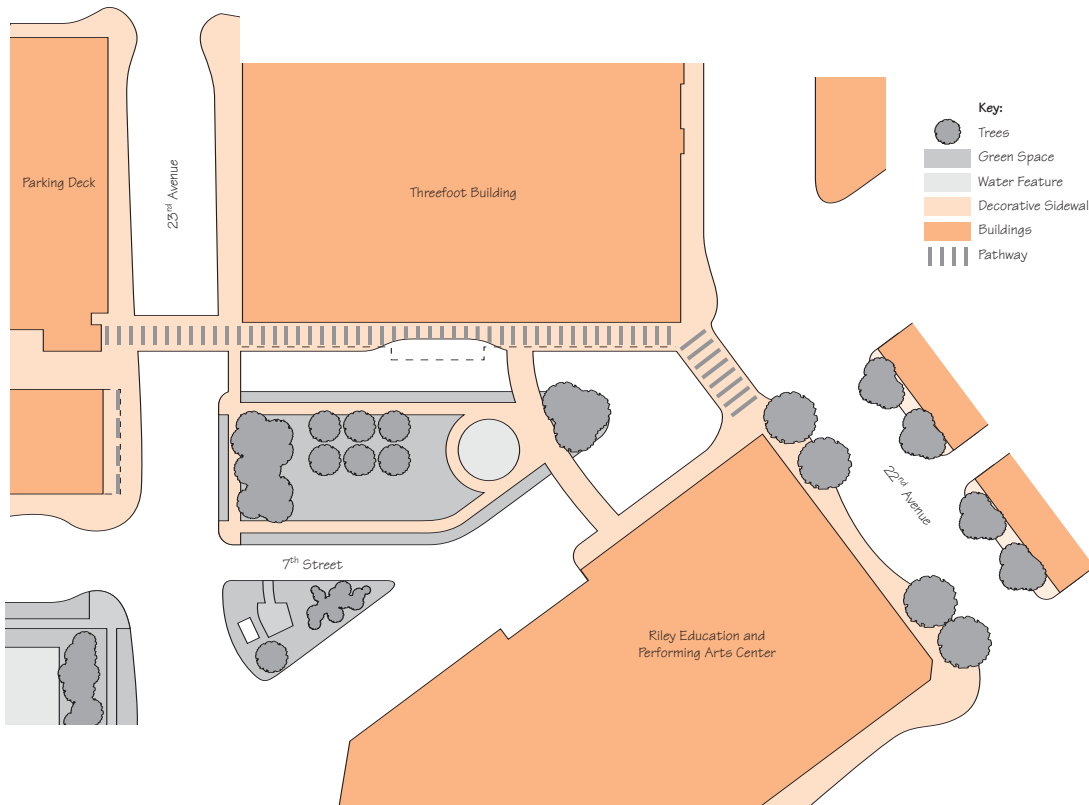 Key:
Trees
Green Space
Water Feature
Decorative Sidewal
Buildings
Pathway
Parking Deck
23rd Avenue
Threefoot Building
22nd Avenue
7th Street
Riley Education and
Performing Arts Center